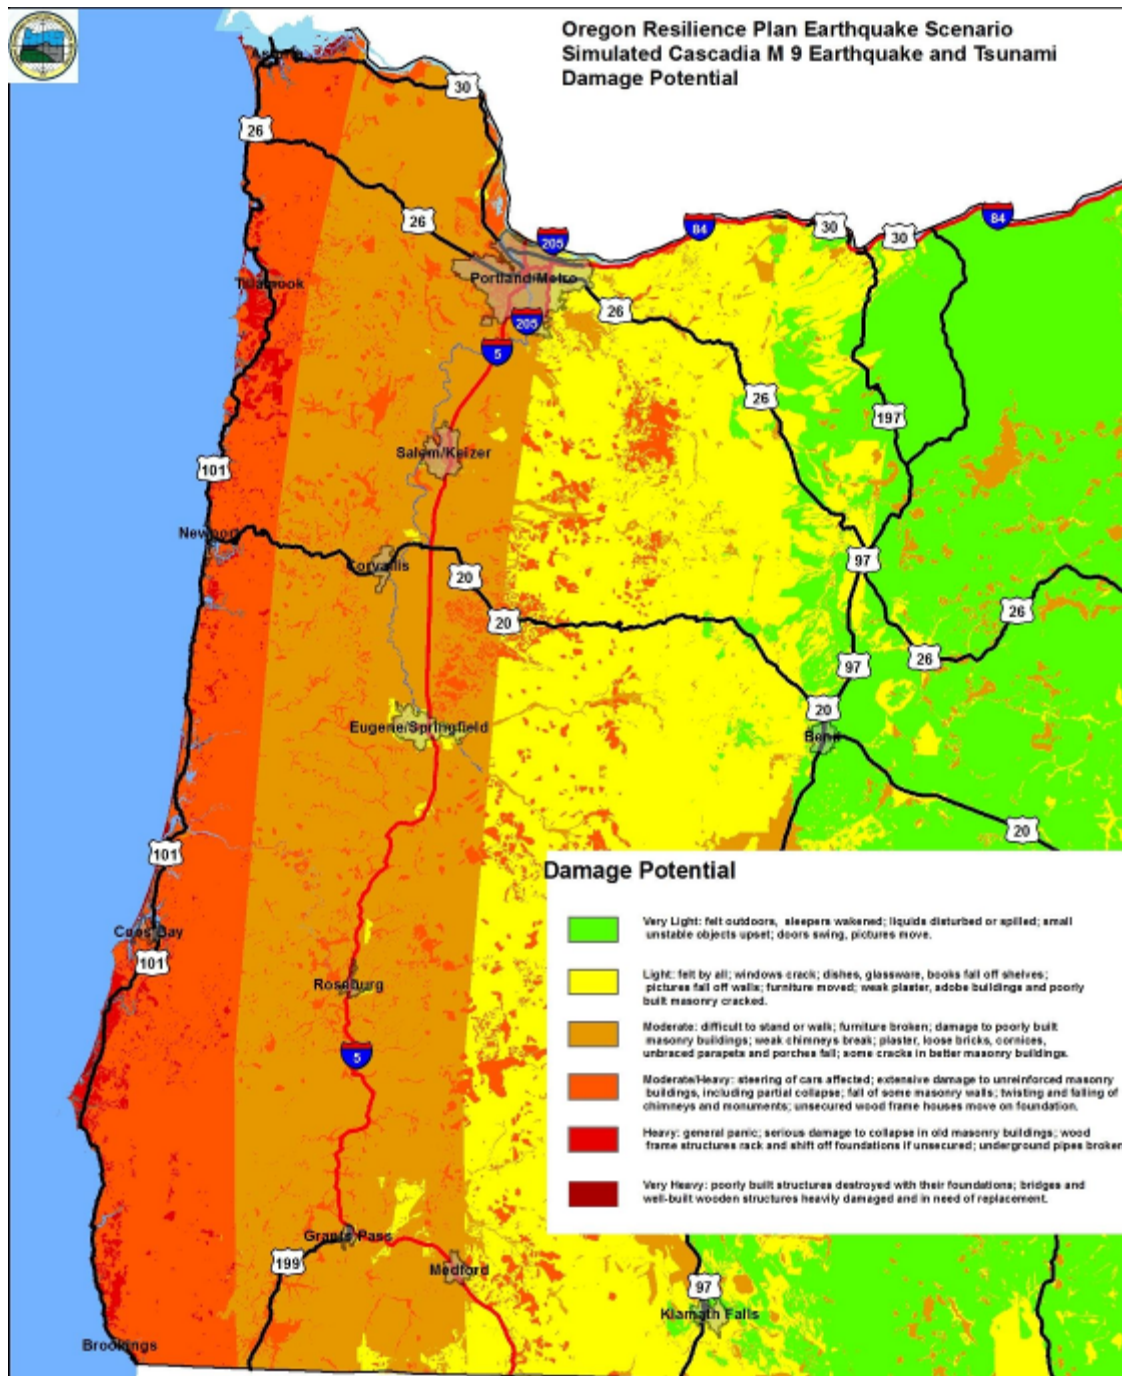 Oregon Resilience Plan Earthquake Scenario
Simulated Cascadia M 9 Earthquake and Tsunami
Damage Potential
30
26
26
205
84
84
30
30
Portland Metro
Tillamook
205
26
5
26
197
Salem/Keizer
101
Newport
Corvallis
20
97
20
26
97
26
20
Eugene/Springfield
Bend
20
101
Coos Bay
101
Roseburg
5
Grants Pass
199
Medford
97
Klamath Falls
Brookings
Damage Potential
Very Light: felt outdoors, sleepers wakened; liquids disturbed or spilled; small
unstable objects upset; doors swing, pictures move.
Light: felt by all; windows crack; dishes, glassware, books fall off shelves;
pictures fall off walls; furniture moved; weak plaster, adobe buildings and poorly
built masonry cracked.
Moderate: difficult to stand or walk; furniture broken; damage to poorly built
masonry buildings; weak chimneys break; plaster, loose bricks, cornices,
unbraced parapets and porches fall; some cracks in better masonry buildings.
Moderate/Heavy: steering of cars affected; extensive damage to unreinforced masonry
buildings, including partial collapse; fall of some masonry walls; twisting and falling of
chimneys and monuments; unsecured wood frame houses move on foundation.
Heavy: general panic; serious damage to collapse in old masonry buildings; wood
frame structures rack and shift off foundations if unsecured; underground pipes broken
Very Heavy: poorly built structures destroyed with their foundations; bridges and
well-built wooden structures heavily damaged and in need of replacement.